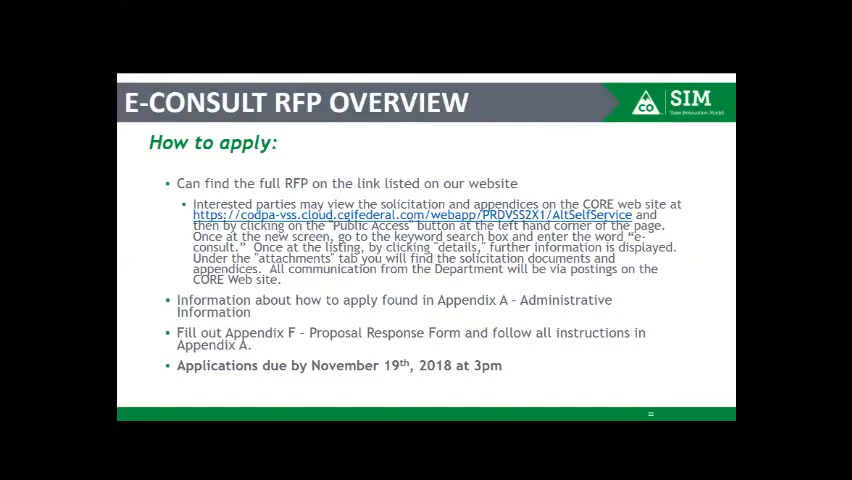 E-CONSULT RFP OVERVIEW
CO
SIM
State Innovation Model
How to apply:
▪ Can find the full RFP on the link listed on our website
▪ Interested parties may view the solicitation and appendices on the CORE web site at
https://codpa-vss.cloud.cgifederal.com/webapp/PRDVSS2X1/AltSelfService and
then by clicking on the "Public Access" button at the left hand corner of the page.
Once at the new screen, go to the keyword search box and enter the word “e-
consult.” Once at the listing, by clicking "details," further information is displayed.
Under the "attachments" tab you will find the solicitation documents and
appendices. All communication from the Department will be via postings on the
CORE Web site.
▪ Information about how to apply found in Appendix A – Administrative
Information
▪ Fill out Appendix F – Proposal Response Form and follow all instructions in
Appendix A.
▪ Applications due by November 19th, 2018 at 3pm
22